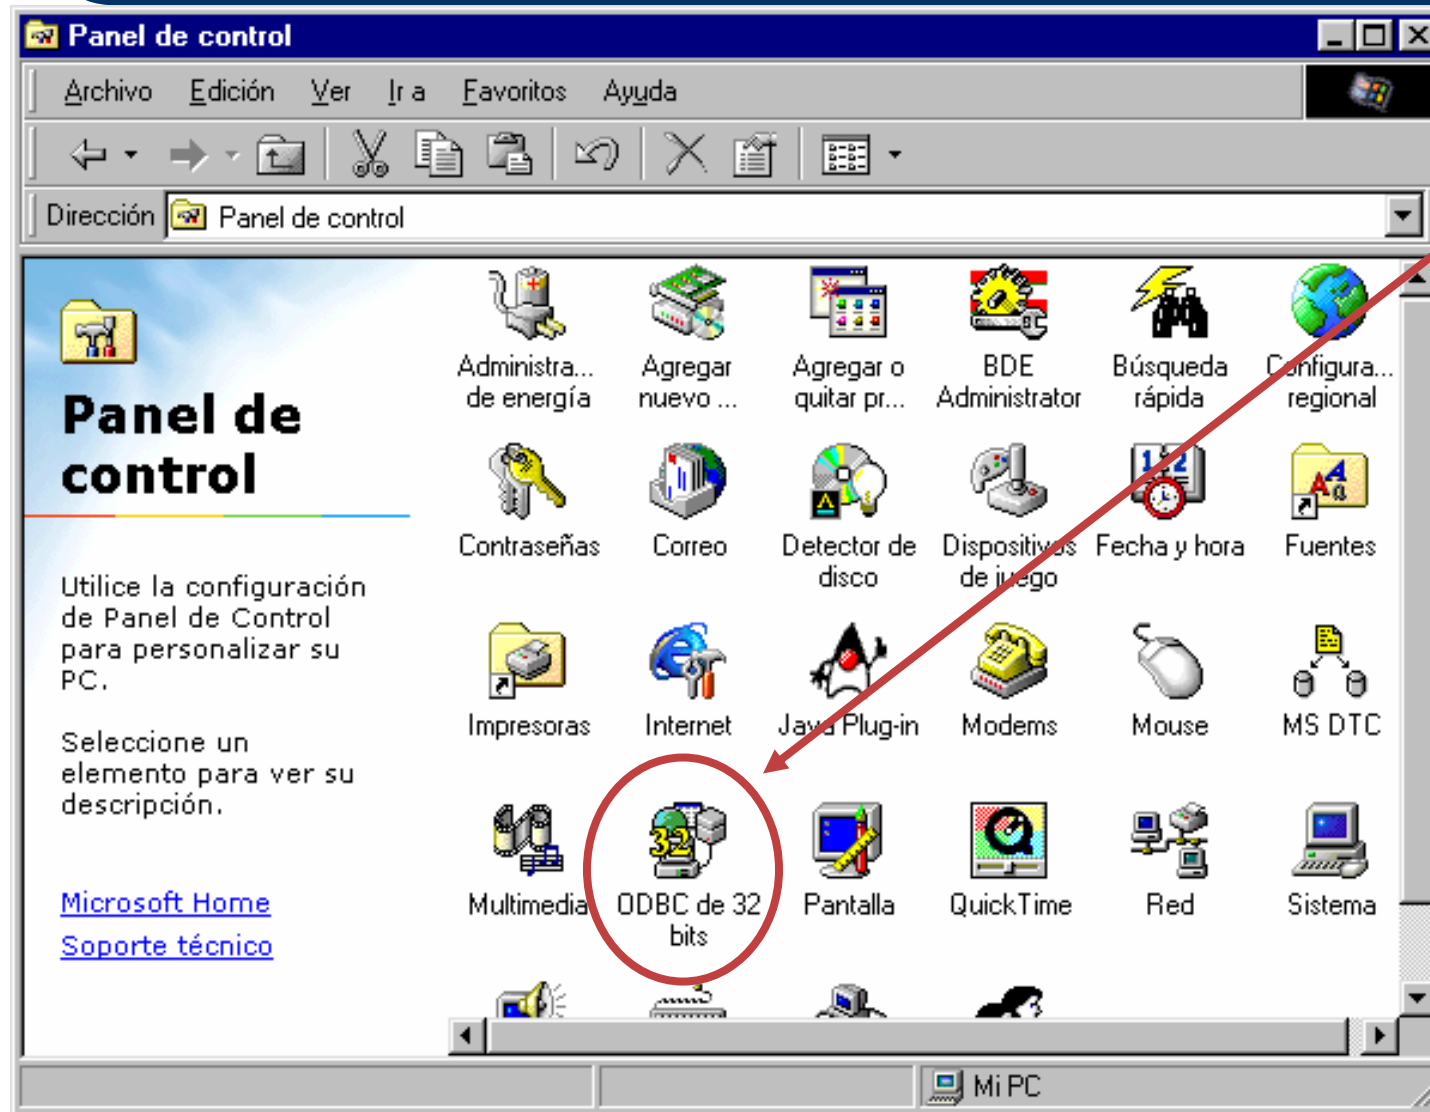 Panel de control
Archivo Edición Ver Ir a Favoritos Ayuda
Dirección Panel de control
Panel de
control
Utilice la configuración
de Panel de Control
para personalizar su
PC.
Seleccione un
elemento para ver su
descripción.
Microsoft Home
Soporte técnico
Administra...
de energía
Agregar
nuevo ...
Agregar o
quitar pr...
BDE
Administrator
Búsqueda
rápida
Configura...
regional
Contraseñas
Correo
Detector de
disco
Dispositivos
de juego
Fecha y hora
Fuentes
Impresoras
Internet
Java Plug-in
Modems
Mouse
MS DTC
Multimedia
32
ODBC de 32
bits
Pantalla
QuickTime
Red
Sistema
Mi PC